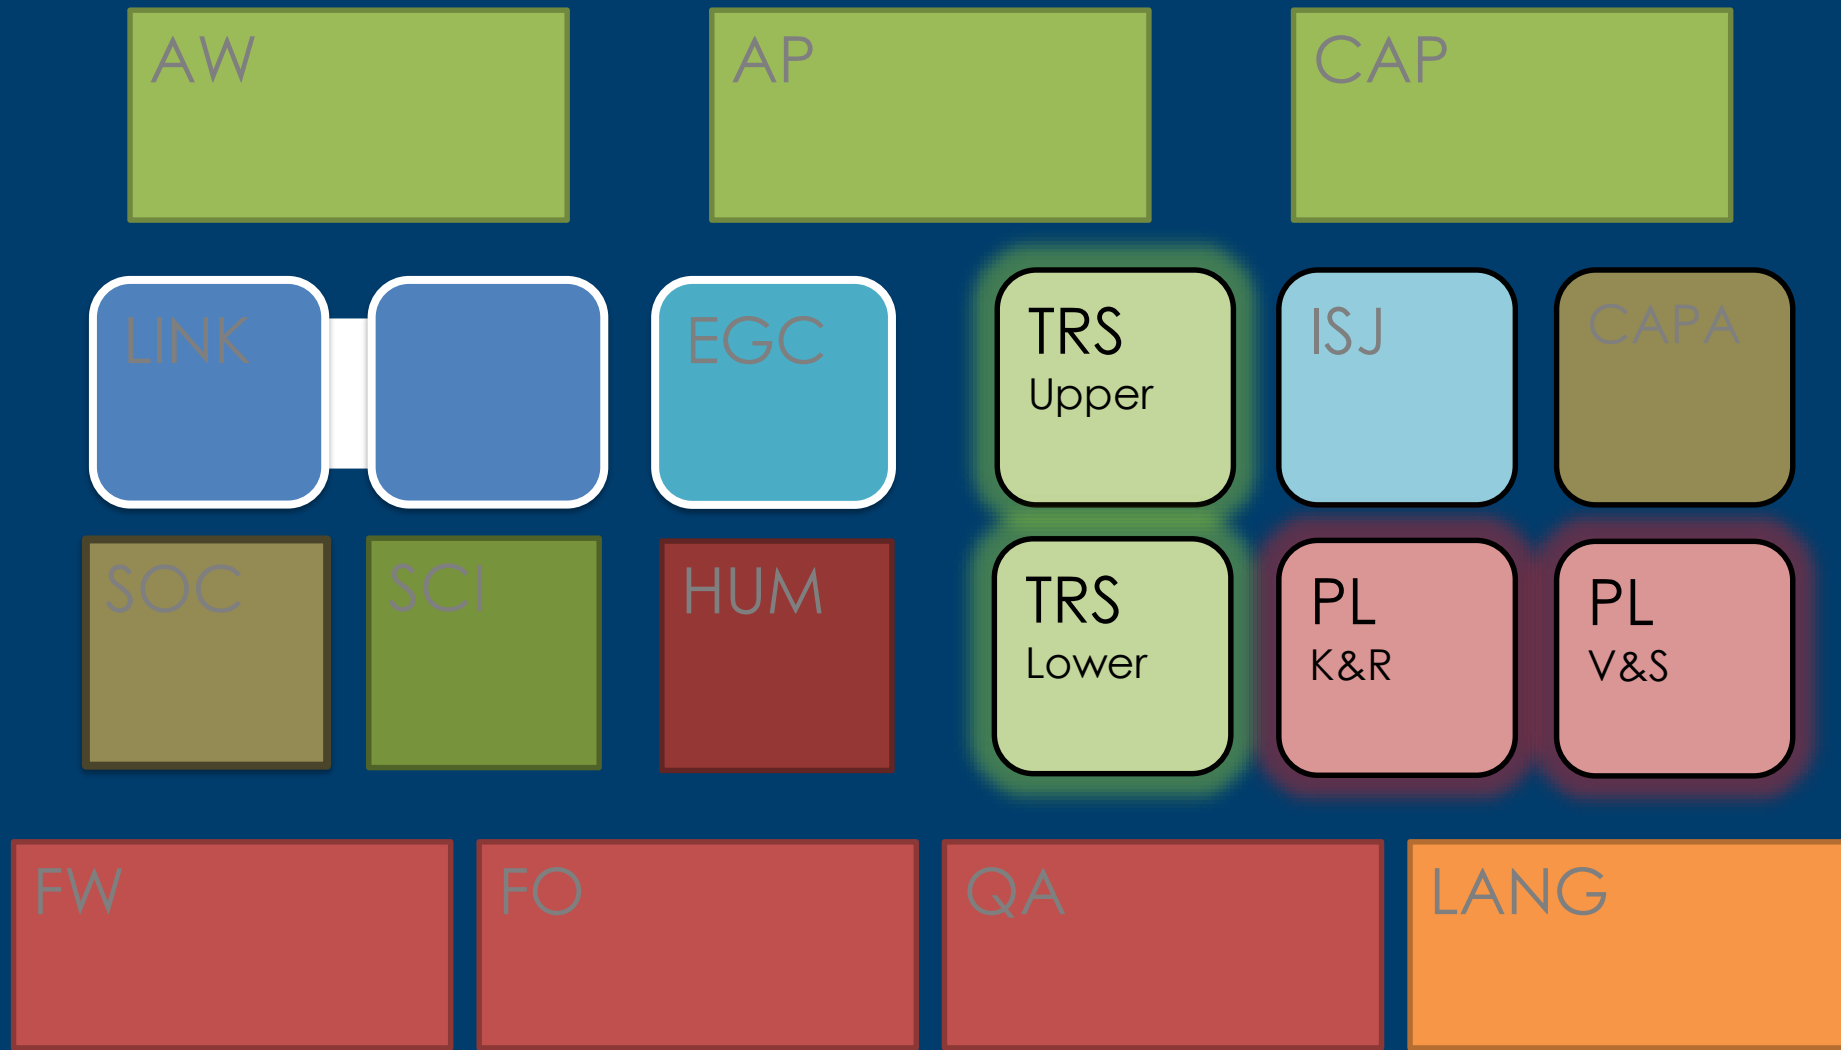 AW
AP
CAP
LINK
EGC
TRS
Upper
ISJ
CAPA
SOC
SCI
HUM
TRS
Lower
PL
K&R
PL
V&S
FW
FO
QA
LANG